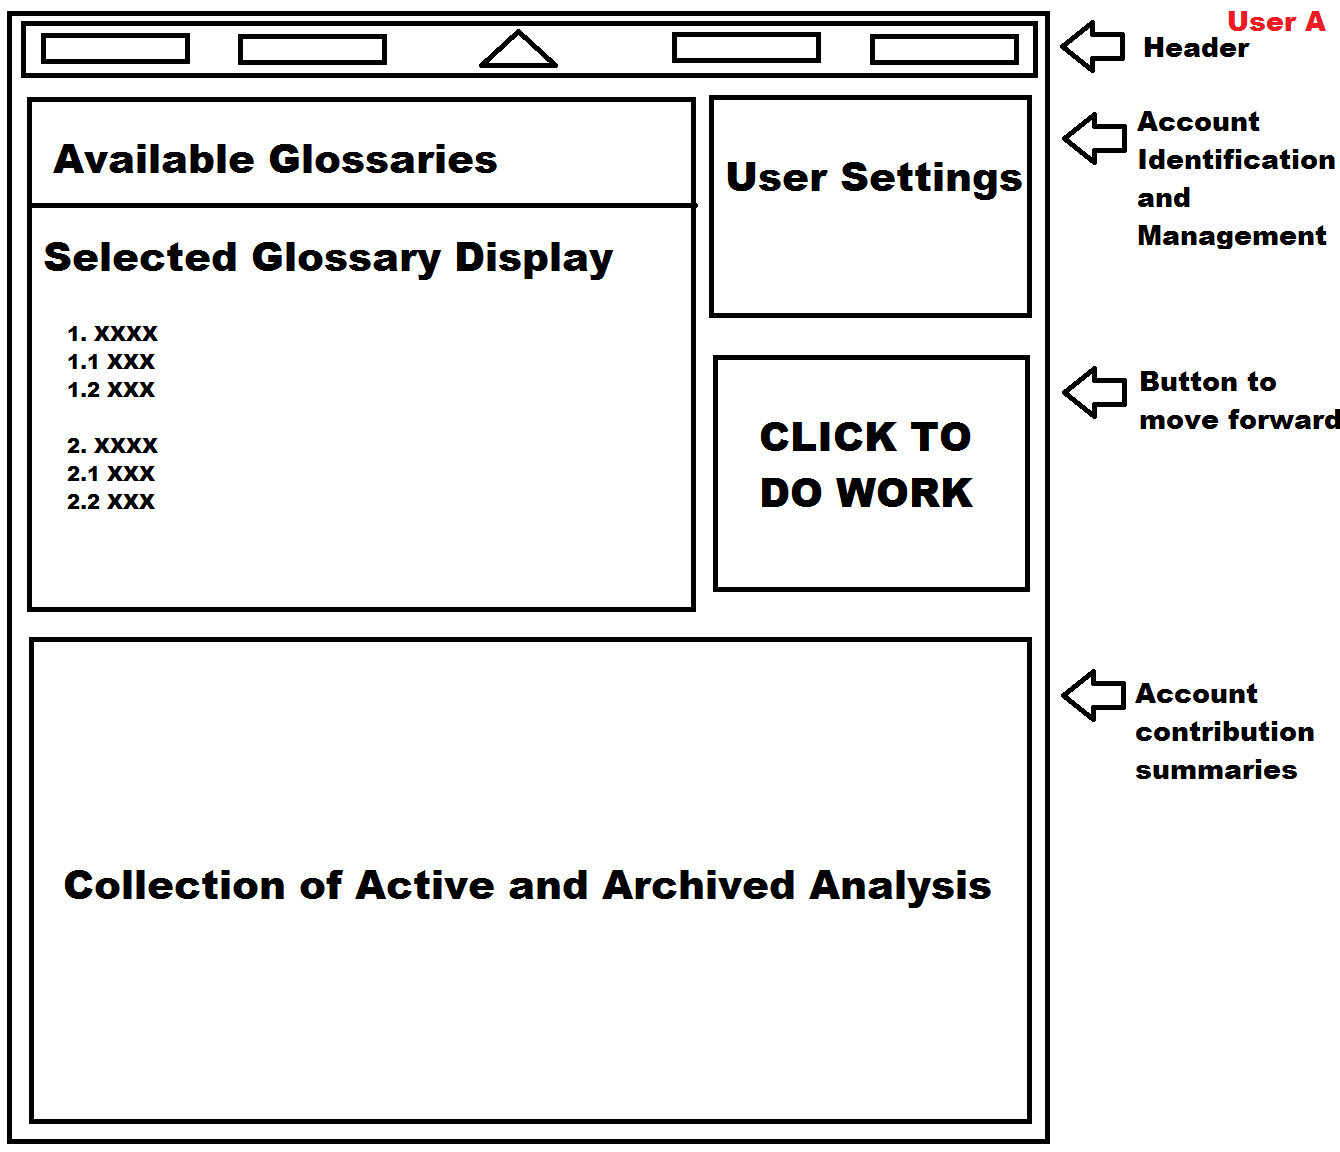 User A
Header
Available Glossaries
User Settings
Account
Identification
and
Management
Selected Glossary Display
1. XXXX
1.1 XXX
1.2 XXX
2. XXXX
2.1 XXX
2.2 XXX
CLICK TO
DO WORK
Button to
move forward
Account
contribution
summaries
Collection of Active and Archived Analysis